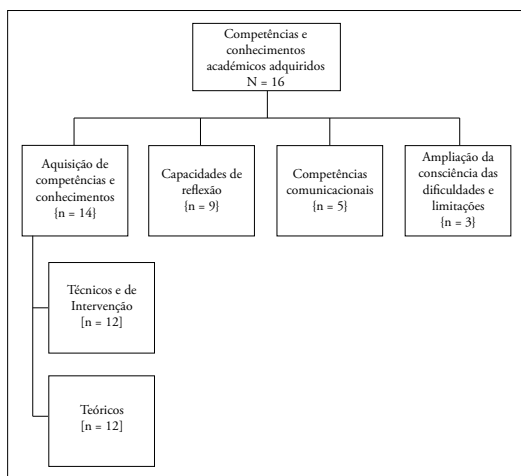 Competências e
conhecimentos
académicos adquiridos
N = 16
Aquisição de
competências e
conhecimentos
{n = 14}
Capacidades de
reflexão
{n = 9}
Competências
comunicacionais
{n = 5}
Ampliação da
consciência das
dificuldades e
limitações
{n = 3}
Técnicos e de
Intervenção
[n = 12]
Teóricos
[n = 12]